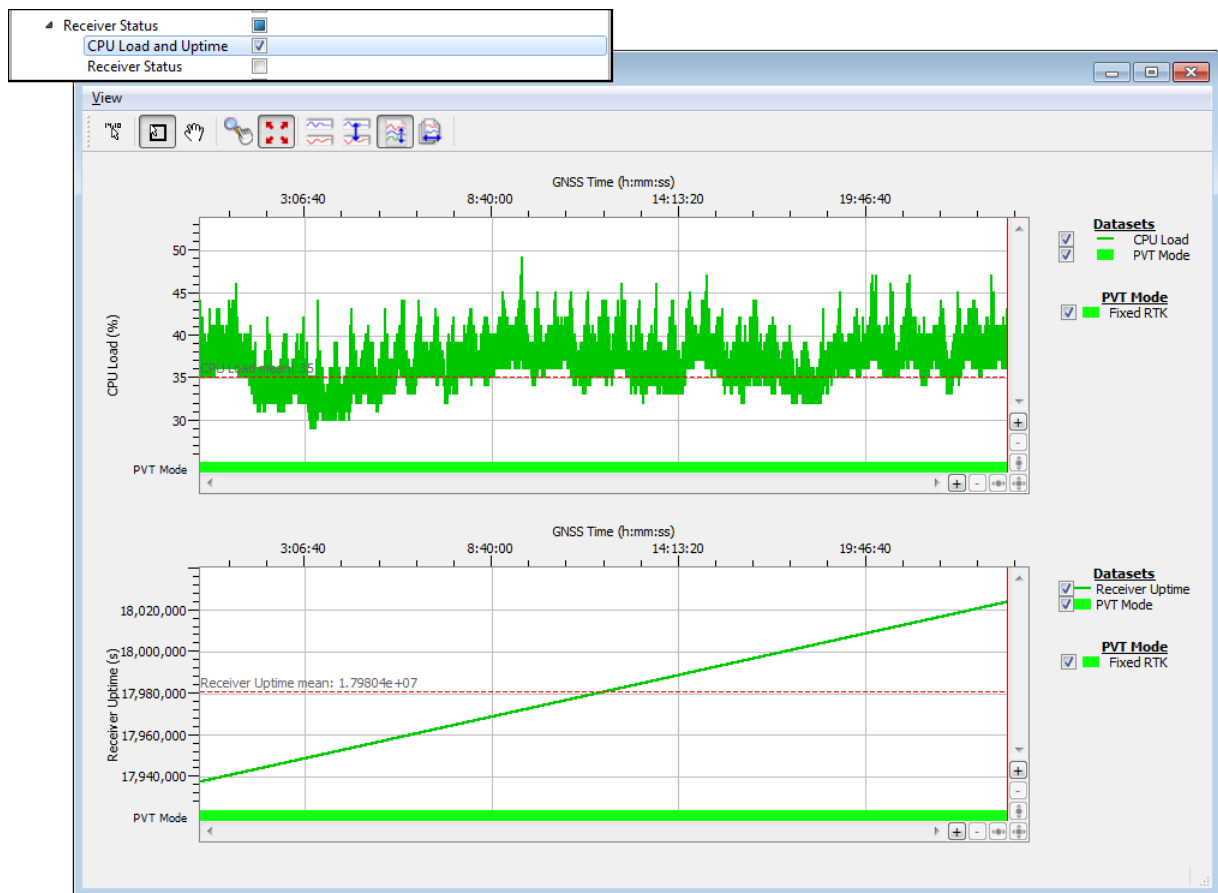 Receiver Status
CPU Load and Uptime
Receiver Status
View
GNSS Time (h:mm:ss)
3:06:40 8:40:00 14:13:20 19:46:40
50
45
40
35
30
CPU Load (%)
CPU Load mean: 35
PVT Mode
Datasets
CPU Load
PVT Mode
PVT Mode
Fixed RTK
GNSS Time (h:mm:ss)
3:06:40 8:40:00 14:13:20 19:46:40
18,020,000
18,000,000
17,980,000
17,960,000
17,940,000
Receiver Uptime (s)
Receiver Uptime mean: 1.79804e+07
PVT Mode
Datasets
Receiver Uptime
PVT Mode
PVT Mode
Fixed RTK